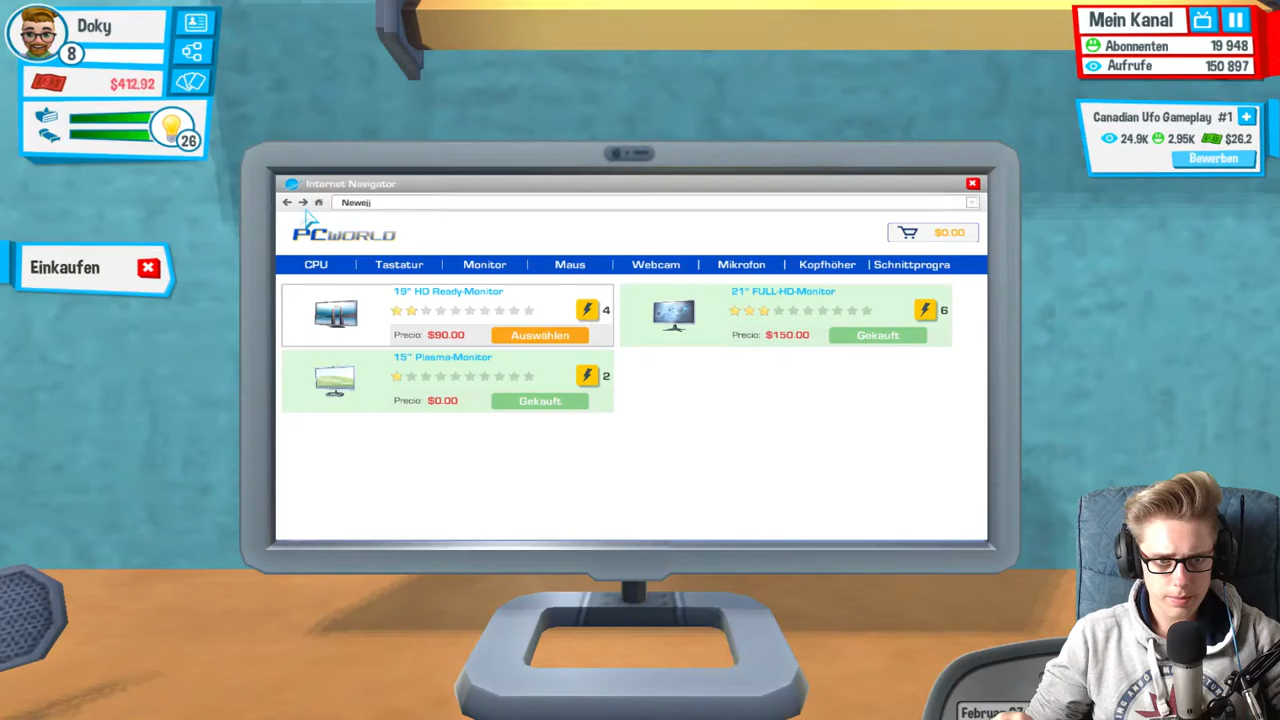 Doky
8
$412.92
26
Mein Kanal
Abonnenten 19 948
Aufrufe 150 897
Canadian Ufo Gameplay #1
24.9K 2.95K $26.2
Bewerben
Einkaufen
Internet Navigator
Newejj
PCWORLD
$0.00
CPU Tastatur Monitor Maus Webcam Mikrofon Kopfhöher Schnittprogra
19" HD Ready-Monitor
4
Precio: $90.00 Auswählen
21" FULL-HD-Monitor
6
Precio: $150.00 Gekauft
15" Plasma-Monitor
2
Precio: $0.00 Gekauft